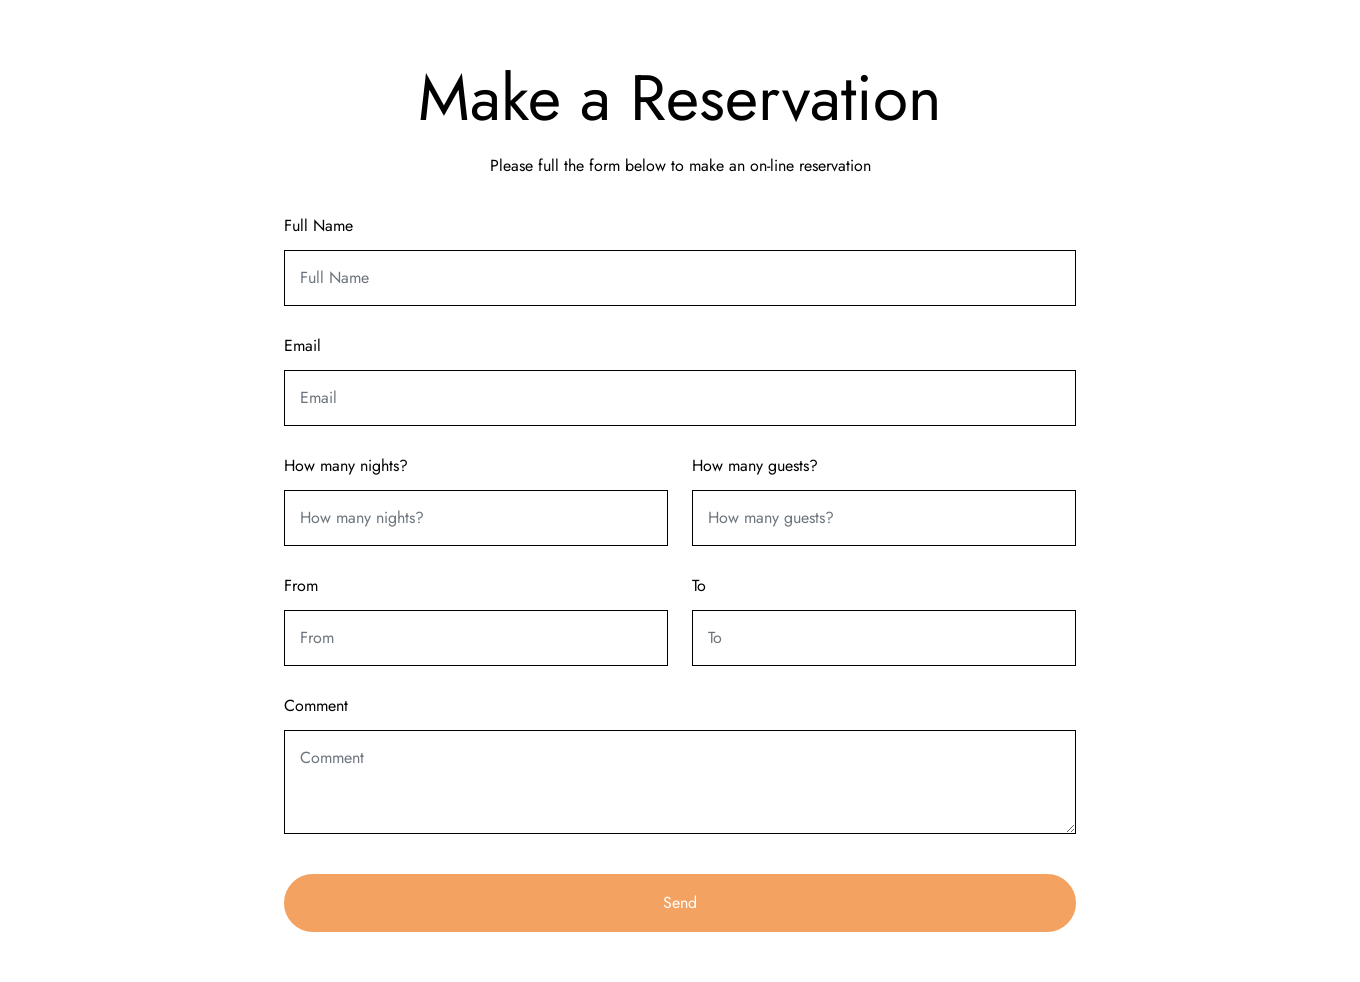 Make a Reservation
Please full the form below to make an on-line reservation
Full Name
Full Name
Email
Email
How many nights? How many guests?
How many nights? How many guests?
From To
From To
Comment
Comment
Send